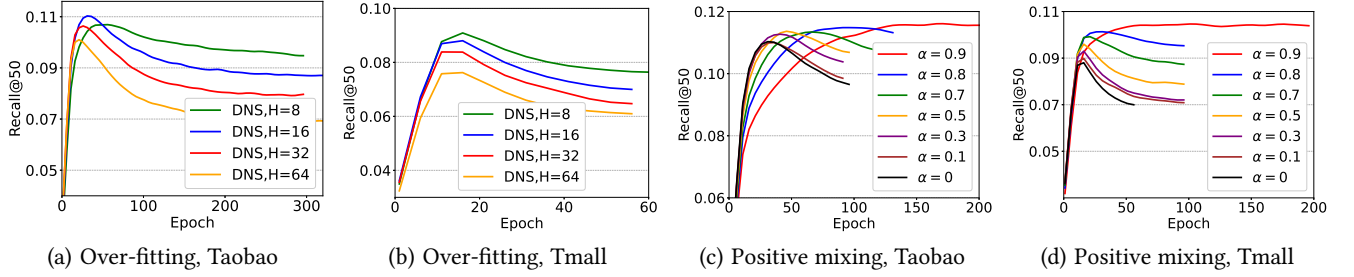 Recall@50
0.11
0.09
0.07
0.05
0
100
200
300
Epoch
DNS,H=8
DNS,H=16
DNS,H=32
DNS,H=64
(a) Over-fitting, Taobao
Recall@50
0.10
0.08
0.06
0.04
0
20
40
60
Epoch
DNS,H=8
DNS,H=16
DNS,H=32
DNS,H=64
(b) Over-fitting, Tmall
Recall@50
0.12
0.10
0.08
0.06
0
50
100
150
200
Epoch
α = 0.9
α = 0.8
α = 0.7
α = 0.5
α = 0.3
α = 0.1
α = 0
(c) Positive mixing, Taobao
Recall@50
0.11
0.09
0.07
0.05
0
50
100
150
200
Epoch
α = 0.9
α = 0.8
α = 0.7
α = 0.5
α = 0.3
α = 0.1
α = 0
(d) Positive mixing, Tmall